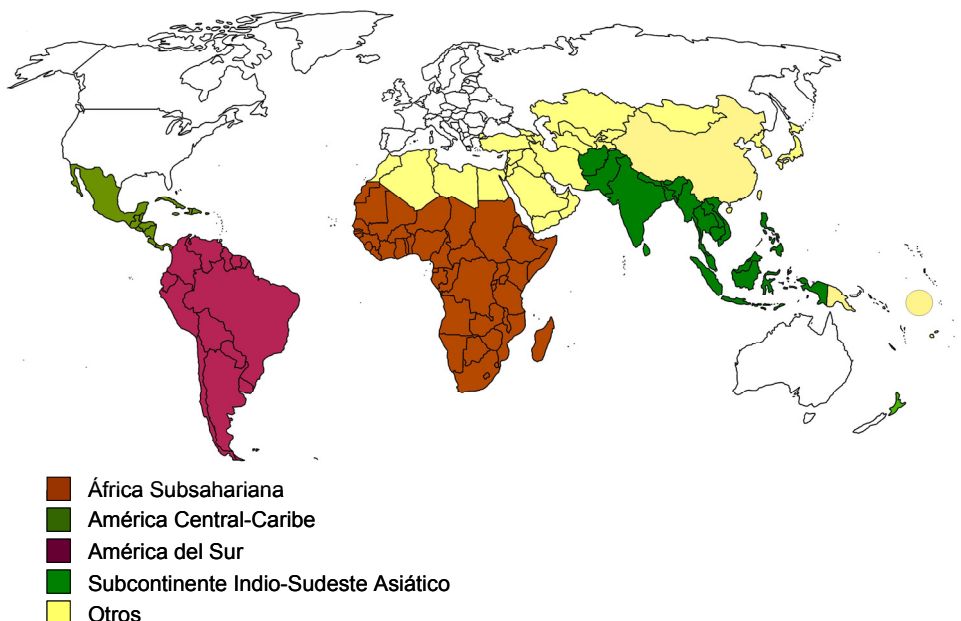 África Subsahariana
América Central-Caribe
América del Sur
Subcontinente Indio-Sudeste Asiático
Otros